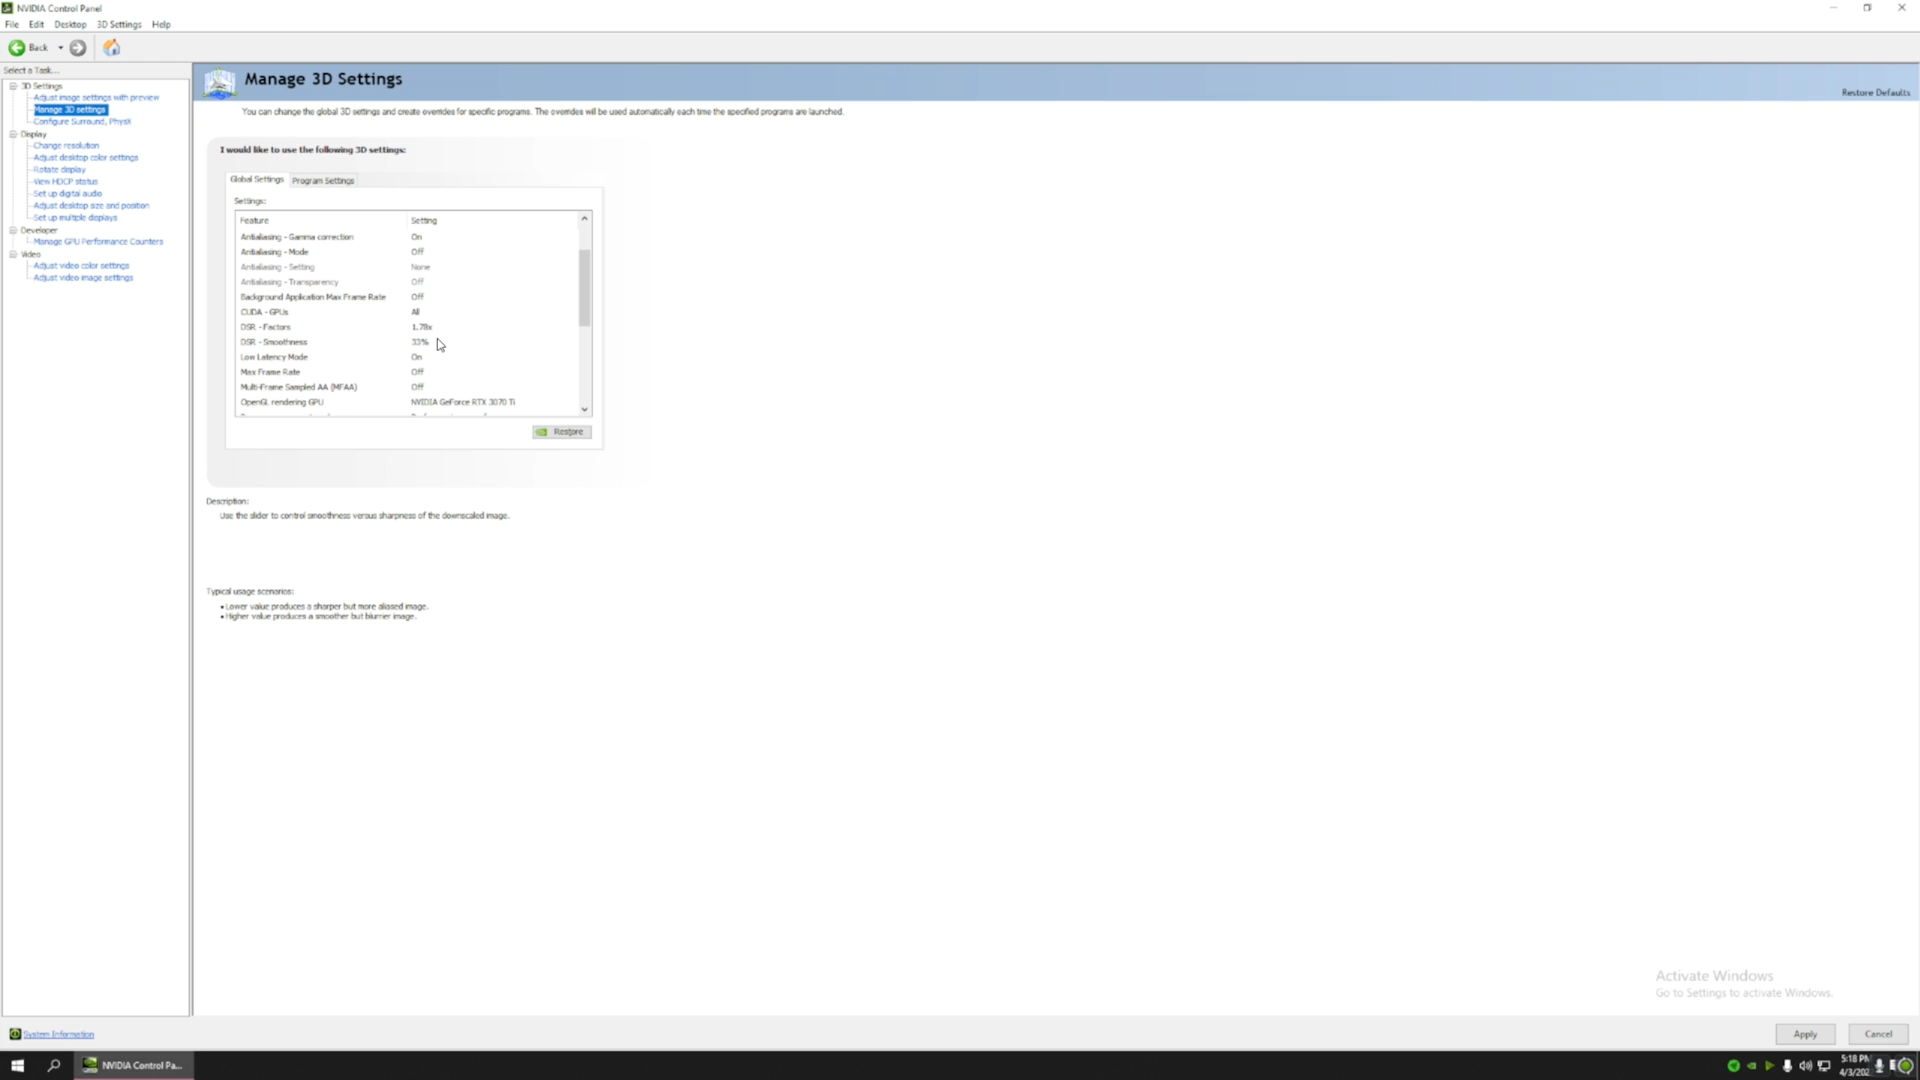 NVIDIA Control Panel
File Edit Desktop 3D Settings Help
Back
Select a Task...
3D Settings
Adjust image settings with preview
Manage 3D settings
Configure Surround, PhysX
Display
Change resolution
Adjust desktop color settings
Rotate display
View HDCP status
Set up digital audio
Adjust desktop size and position
Set up multiple displays
Developer
Manage GPU Performance Counters
Video
Adjust video color settings
Adjust video image settings
Manage 3D Settings
Restore Defaults
You can change the global 3D settings and create overrides for specific programs. The overrides will be used automatically each time the specified programs are launched.
I would like to use the following 3D settings:
Global Settings Program Settings
Settings:
Feature Setting
Antialiasing - Gamma correction On
Antialiasing - Mode Off
Antialiasing - Setting None
Antialiasing - Transparency Off
Background Application Max Frame Rate Off
CUDA - GPUs All
DSR - Factors 1.78x
DSR - Smoothness 33%
Low Latency Mode On
Max Frame Rate Off
Multi-Frame Sampled AA (MFAA) Off
OpenGL rendering GPU NVIDIA GeForce RTX 3070 Ti
Restore
Description:
Use the slider to control smoothness versus sharpness of the downscaled image.
Typical usage scenarios:
• Lower value produces a sharper but more aliased image.
• Higher value produces a smoother but blurrier image.
Activate Windows
Go to Settings to activate Windows.
System Information
Apply Cancel
NVIDIA Control Pa...
5:18 PM
4/3/202